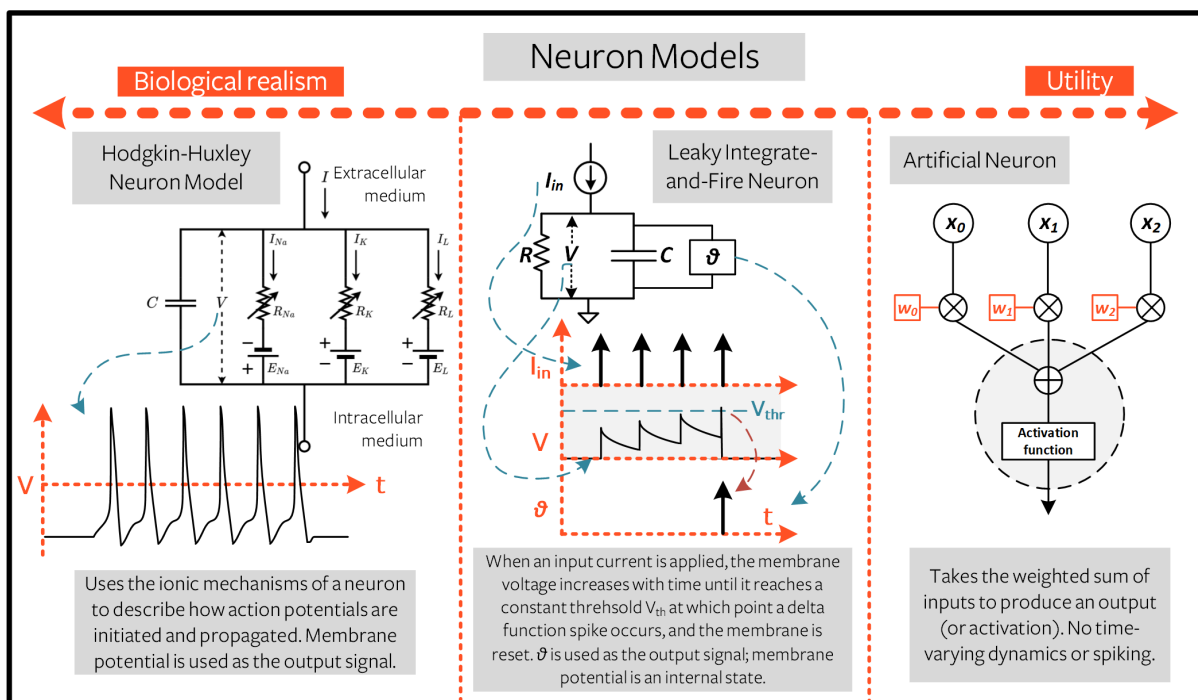 Neuron Models
Biological realism
Utility
Hodgkin-Huxley
Neuron Model
I
Extracellular
medium
I_Na
I_K
I_L
C
V
R_Na
R_K
R_L
−
+
E_Na
+
−
E_K
+
−
E_L
Intracellular
medium
V
t
Uses the ionic mechanisms of a neuron
to describe how action potentials are
initiated and propagated. Membrane
potential is used as the output signal.
Leaky Integrate-
and-Fire Neuron
I_in
R
V
C
ϑ
I_in
V_thr
V
ϑ
t
When an input current is applied, the membrane
voltage increases with time until it reaches a
constant threhsold V_th at which point a delta
function spike occurs, and the membrane is
reset. ϑ is used as the output signal; membrane
potential is an internal state.
Artificial Neuron
X_0
X_1
X_2
w_0
w_1
w_2
Activation
function
Takes the weighted sum of
inputs to produce an output
(or activation). No time-
varying dynamics or spiking.